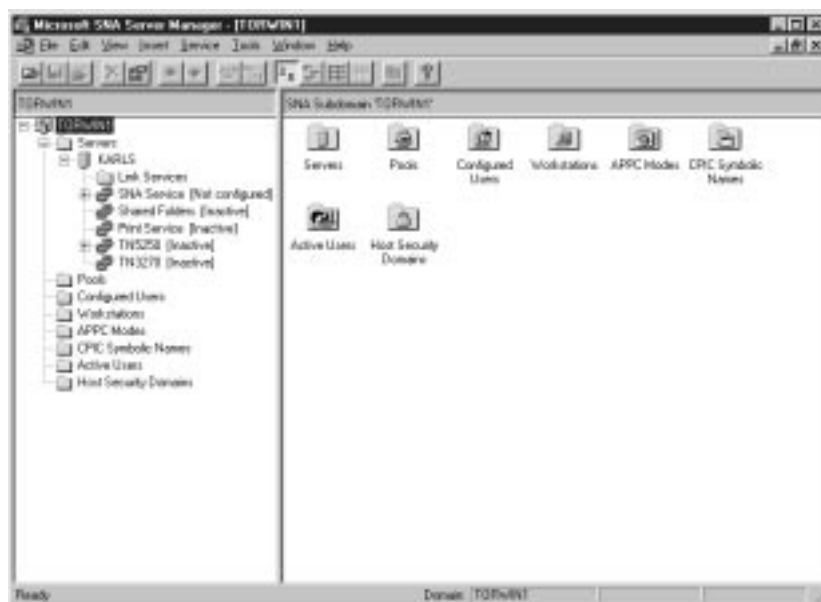 Microsoft SNA Server Manager - [TORWIN1]
File Edit View Insert Service Tools Window Help
TORWIN1
SNA Subdomain 'TORWIN1'
TORWIN1
Servers
KARLS
Link Services
SNA Service [Not configured]
Shared Folders [Inactive]
Print Service [Inactive]
TN5250 [Inactive]
TN3270 [Inactive]
Pools
Configured Users
Workstations
APPC Modes
CPIC Symbolic Names
Active Users
Host Security Domains
Servers
Pools
Configured Users
Workstations
APPC Modes
CPIC Symbolic Names
Active Users
Host Security Domains
Ready
Domain: TORWIN1